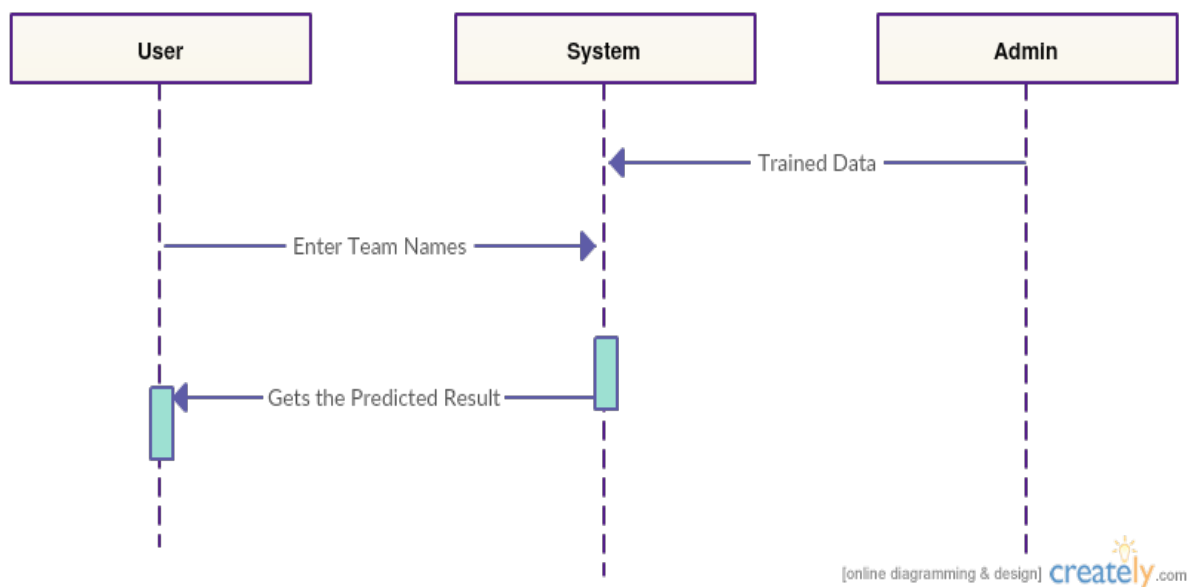 User
System
Admin
Trained Data
Enter Team Names
Gets the Predicted Result
[online diagramming & design] creately.com